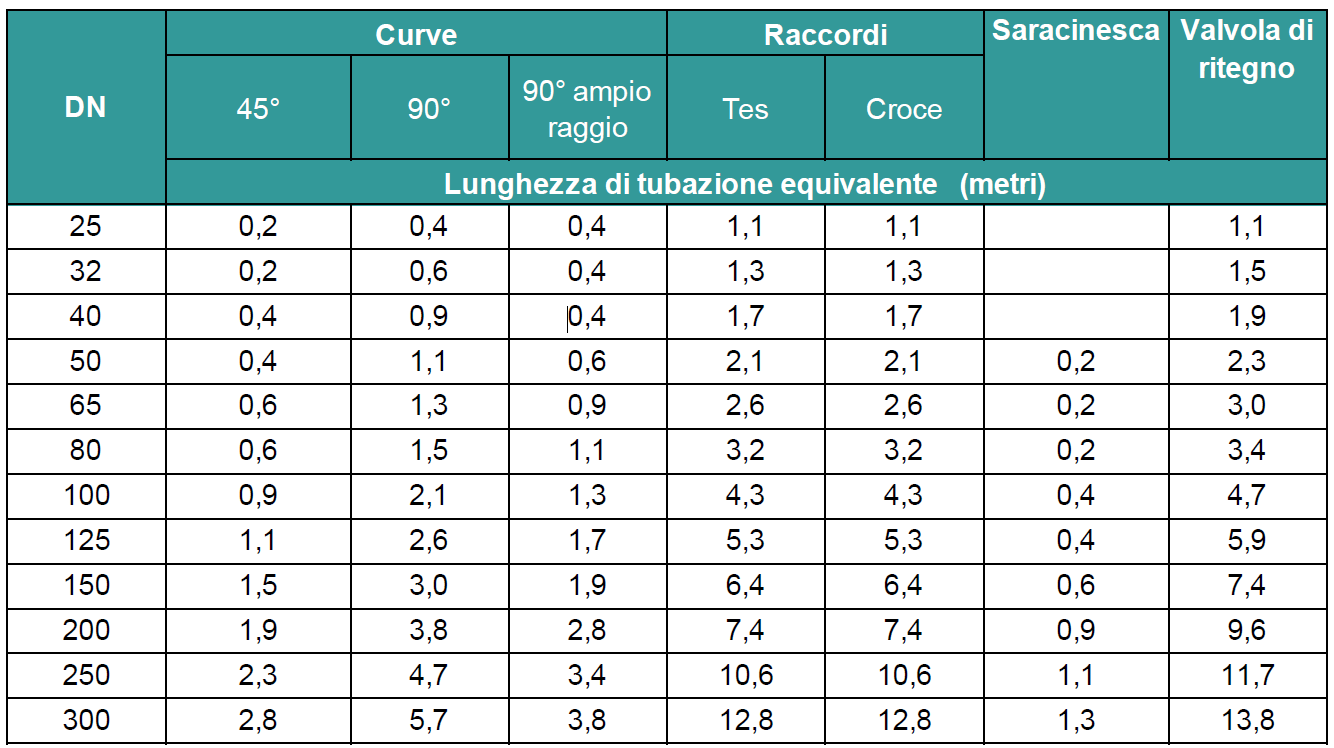 DN Curve Raccordi Saracinesca Valvola di ritegno
45° 90° 90° ampio raggio Tes Croce
Lunghezza di tubazione equivalente (metri)
25 0,2 0,4 0,4 1,1 1,1 1,1
32 0,2 0,6 0,4 1,3 1,3 1,5
40 0,4 0,9 0,4 1,7 1,7 1,9
50 0,4 1,1 0,6 2,1 2,1 0,2 2,3
65 0,6 1,3 0,9 2,6 2,6 0,2 3,0
80 0,6 1,5 1,1 3,2 3,2 0,2 3,4
100 0,9 2,1 1,3 4,3 4,3 0,4 4,7
125 1,1 2,6 1,7 5,3 5,3 0,4 5,9
150 1,5 3,0 1,9 6,4 6,4 0,6 7,4
200 1,9 3,8 2,8 7,4 7,4 0,9 9,6
250 2,3 4,7 3,4 10,6 10,6 1,1 11,7
300 2,8 5,7 3,8 12,8 12,8 1,3 13,8